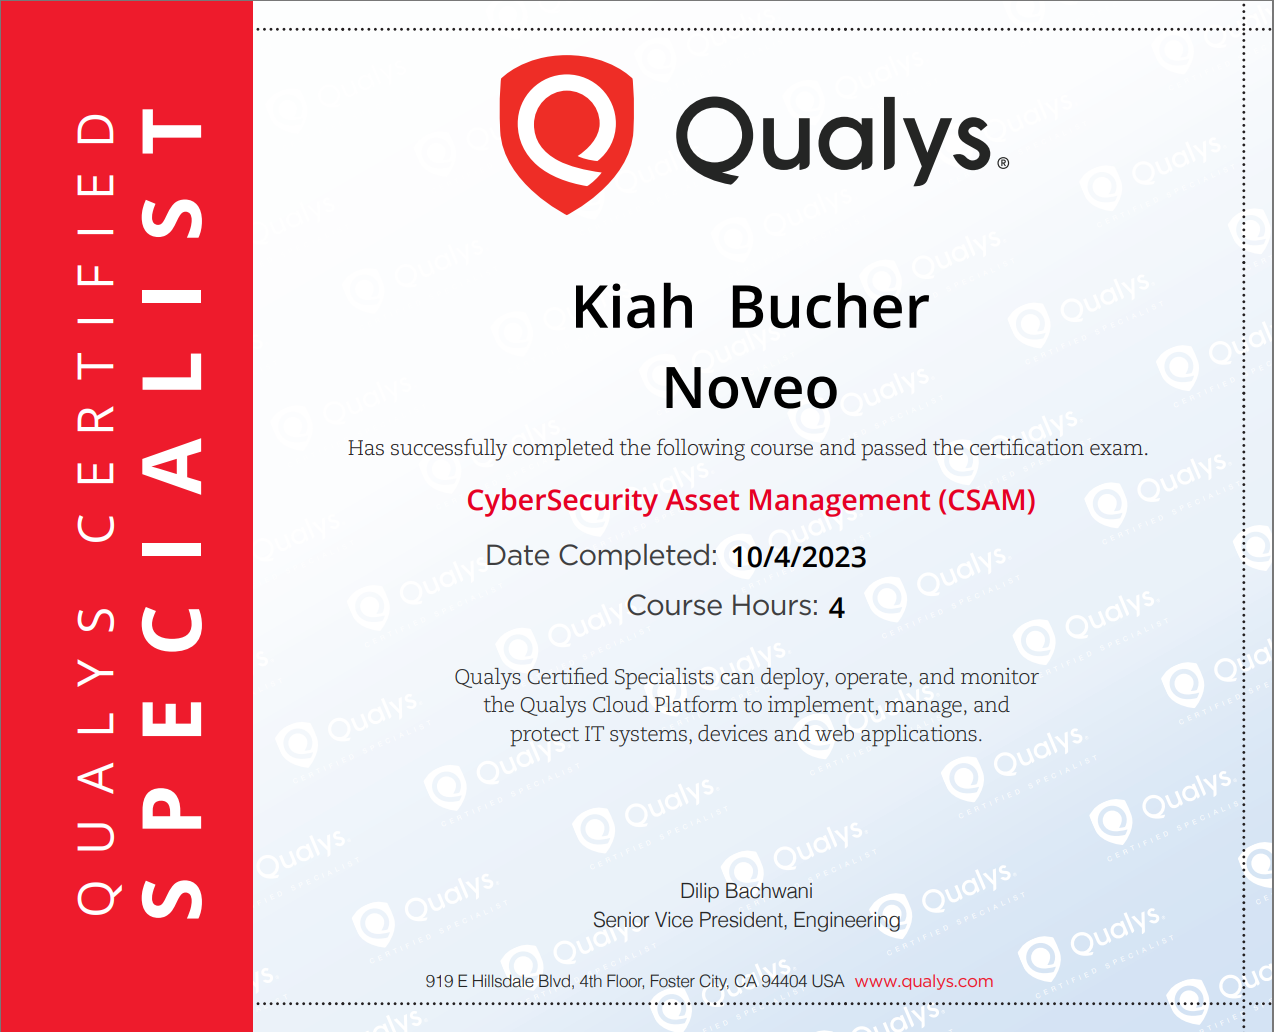 QUALYS CERTIFIED
SPECIALIST
Qualys®
Kiah Bucher
Noveo
Has successfully completed the following course and passed the certification exam.
CyberSecurity Asset Management (CSAM)
Date Completed: 10/4/2023
Course Hours: 4
Qualys Certified Specialists can deploy, operate, and monitor
the Qualys Cloud Platform to implement, manage, and
protect IT systems, devices and web applications.
Dilip Bachwani
Senior Vice President, Engineering
919 E Hillsdale Blvd, 4th Floor, Foster City, CA 94404 USA www.qualys.com